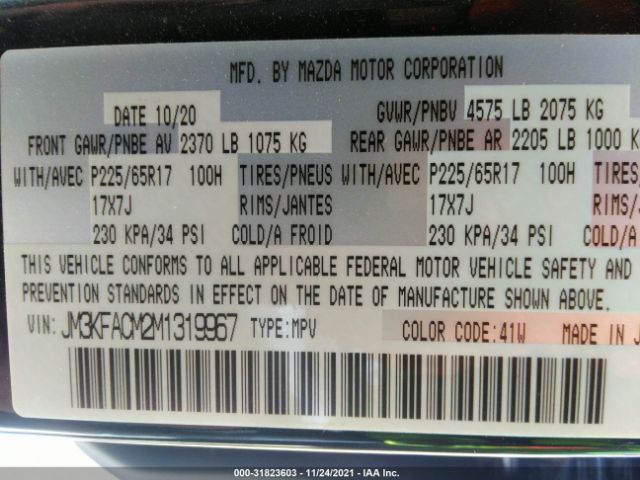 MFD. BY MAZDA MOTOR CORPORATION
DATE 10/20 GVWR/PNBV 4575 LB 2075 KG
FRONT GAWR/PNBE AV 2370 LB 1075 KG REAR GAWR/PNBE AR 2205 LB 1000 K
WITH/AVEC P225/65R17 100H TIRES/PNEUS WITH/AVEC P225/65R17 100H TIRES/
17X7J RIMS/JANTES 17X7J RIMS/
230 KPA/34 PSI COLD/A FROID 230 KPA/34 PSI COLD/A
THIS VEHICLE CONFORMS TO ALL APPLICABLE FEDERAL MOTOR VEHICLE SAFETY AND
PREVENTION STANDARDS IN EFFECT ON THE DATE OF MANUFACTURE SHOWN ABOVE.
VIN: JM3KFACM2M1319967 TYPE:MPV COLOR CODE:41W MADE IN J
000-31823603 - 11/24/2021 - IAA Inc.